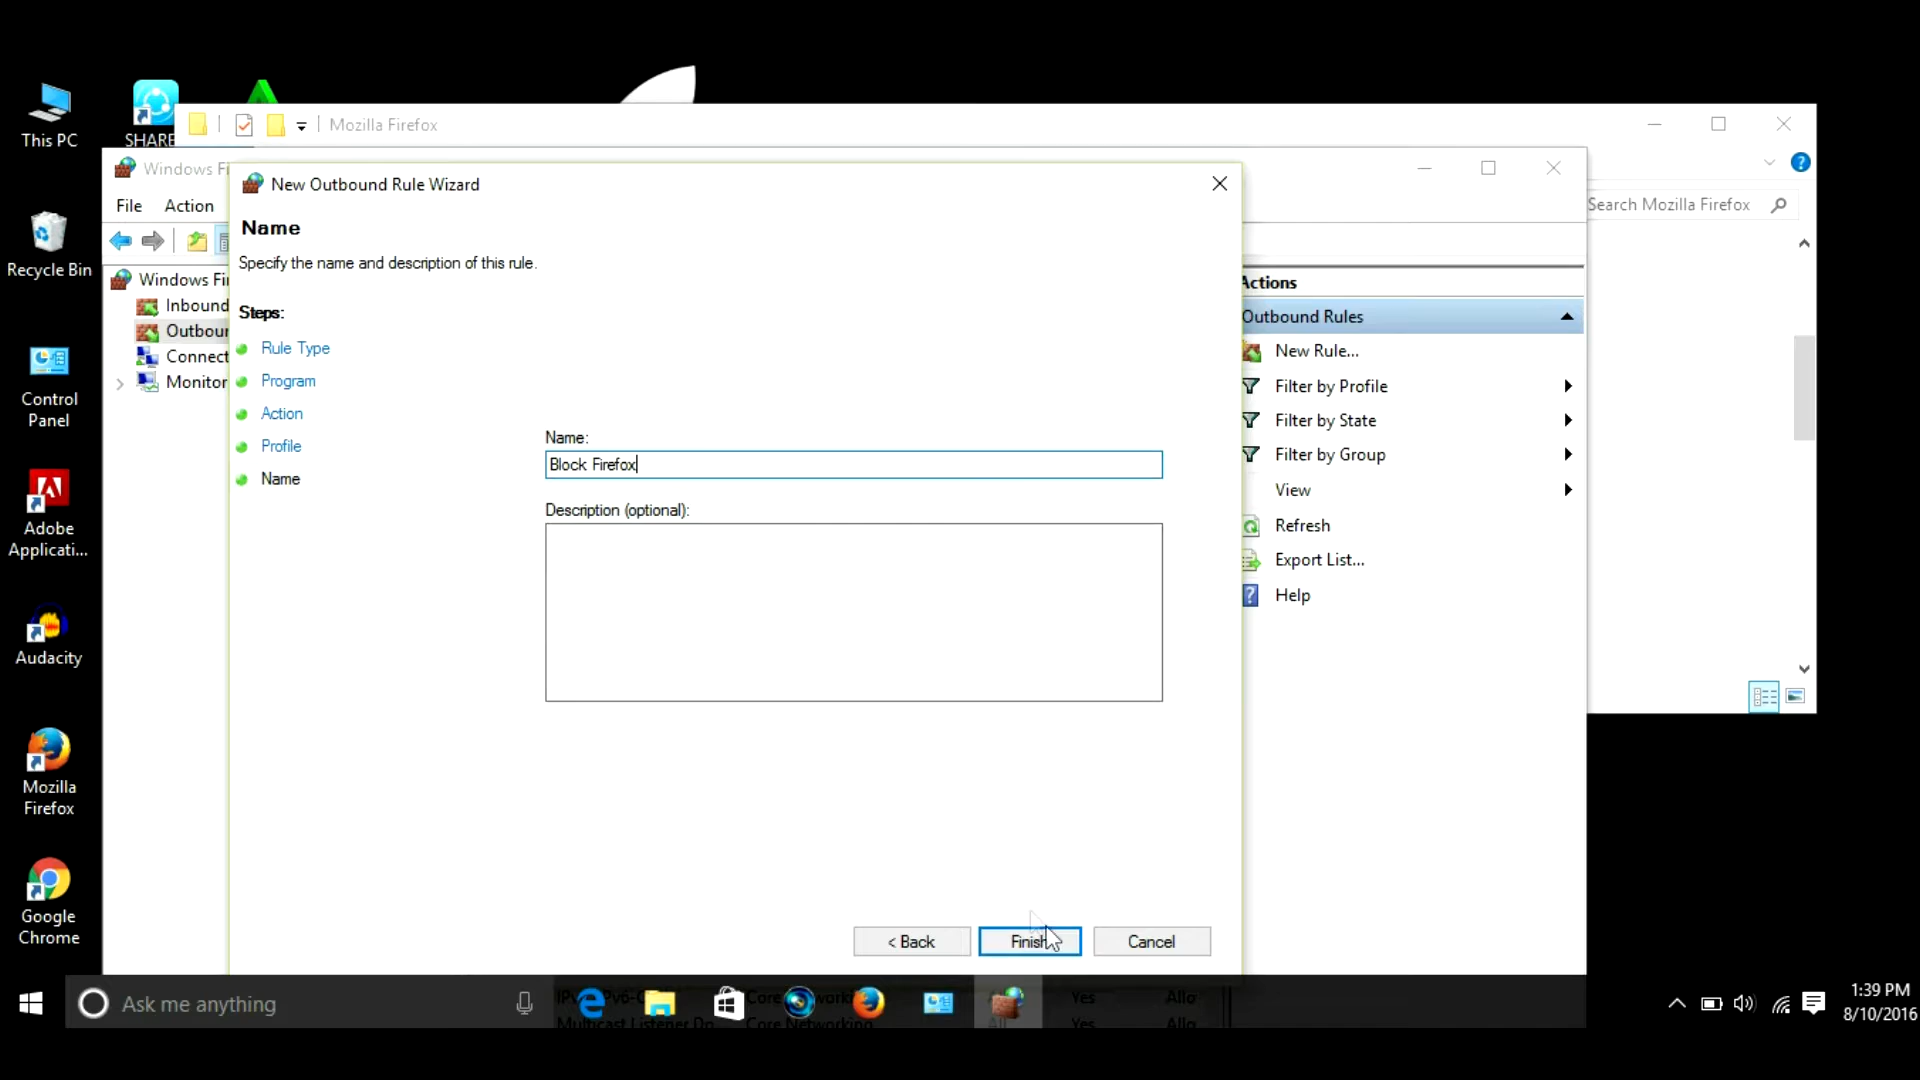 This PC
SHARE
Mozilla Firefox
Recycle Bin
Control
Panel
Adobe
Applicati...
Audacity
Mozilla
Firefox
Google
Chrome
Search Mozilla Firefox
Windows Fi
File Action
Windows Fi
Inbound
Outbour
Connect
Monitor
New Outbound Rule Wizard
Name
Specify the name and description of this rule.
Steps:
Rule Type
Program
Action
Profile
Name
Name:
Block Firefox
Description (optional):
< Back
Finish
Cancel
Actions
Outbound Rules
New Rule...
Filter by Profile
Filter by State
Filter by Group
View
Refresh
Export List...
Help
Ask me anything
Yes Allo
Multicast Listener Do Core Networking Yes Allo
1:39 PM
8/10/2016